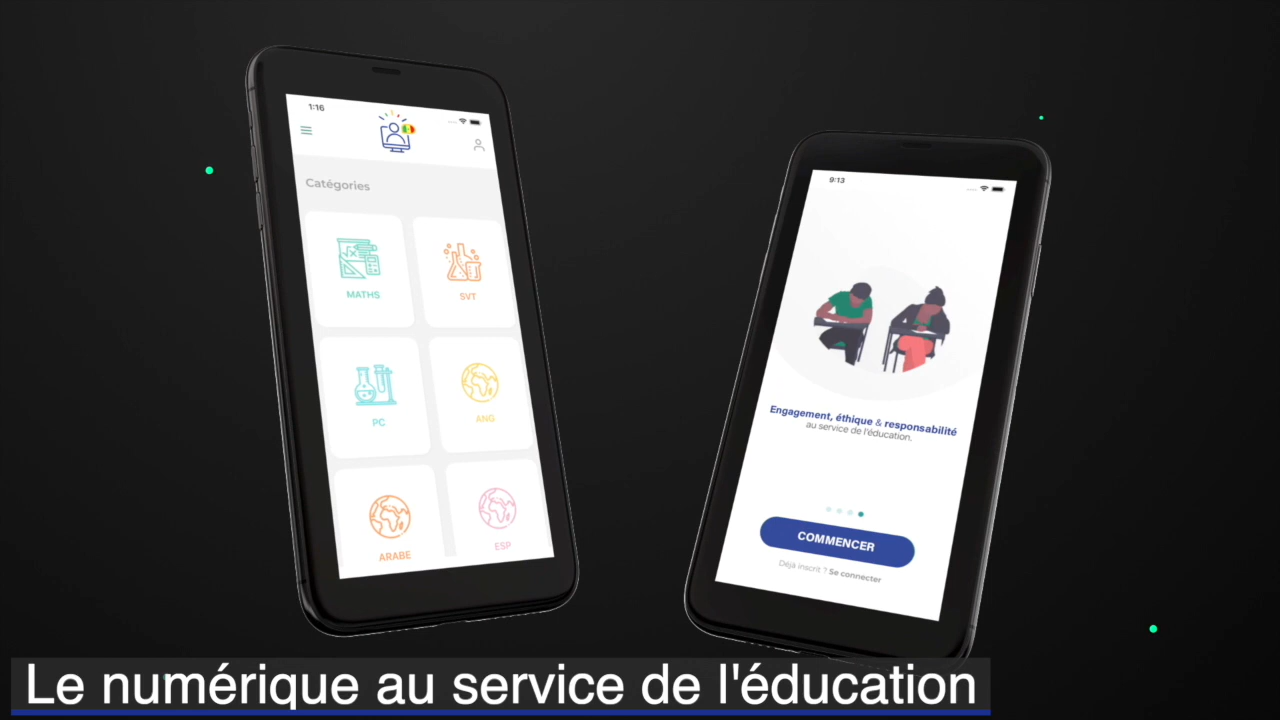 1:16
Catégories
MATHS
SVT
PC
ANG
ARABE
ESP
9:13
Engagement, éthique & responsabilité
au service de l'éducation.
COMMENCER
Déjà inscrit ? Se connecter
Le numérique au service de l'éducation